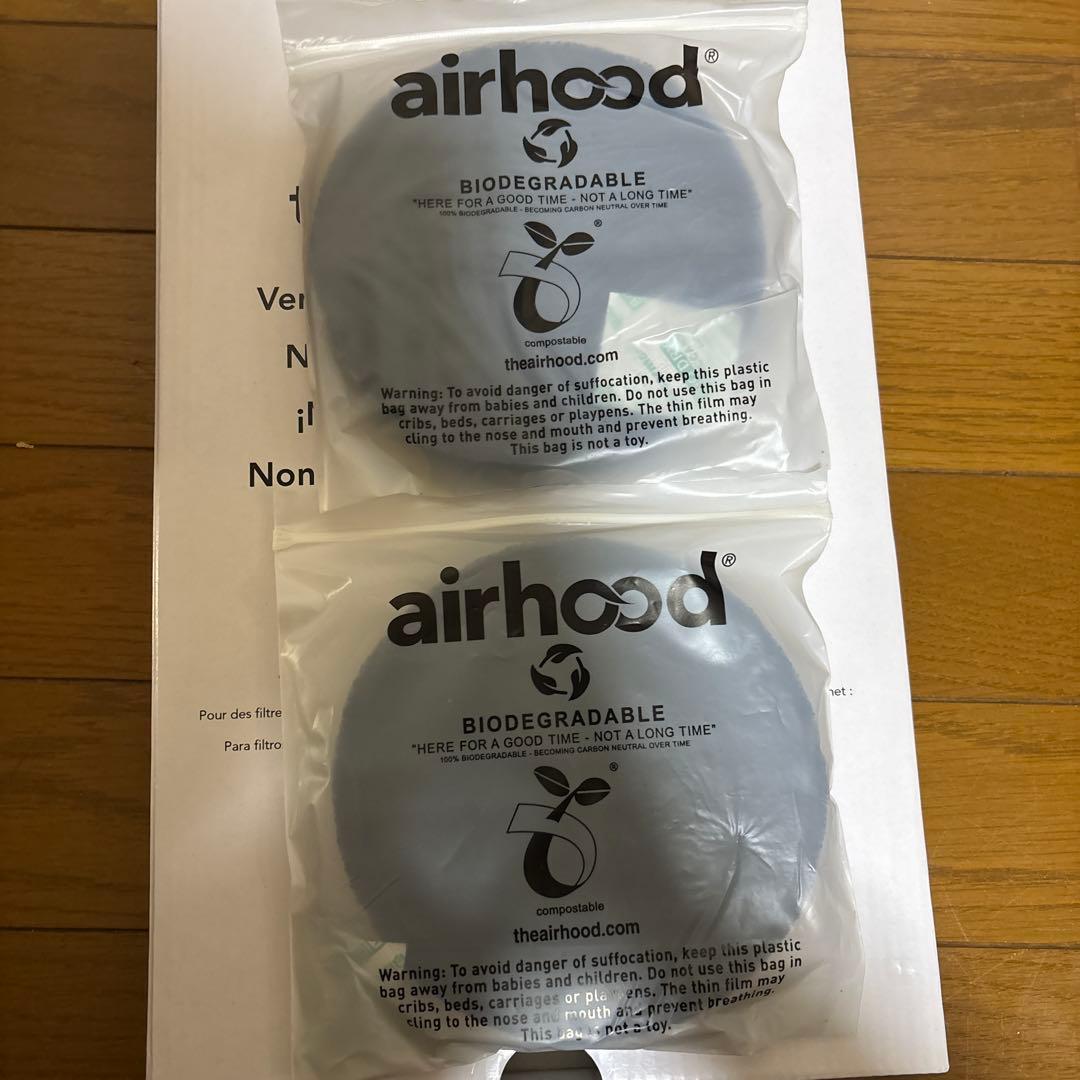 airhood®
BIODEGRADABLE
"HERE FOR A GOOD TIME - NOT A LONG TIME"
100% BIODEGRADABLE - BECOMING CARBON NEUTRAL OVER TIME
®
compostable
theairhood.com
Warning: To avoid danger of suffocation, keep this plastic
bag away from babies and children. Do not use this bag in
cribs, beds, carriages or playpens. The thin film may
cling to the nose and mouth and prevent breathing.
This bag is not a toy.
Non
airhood®
Pour des filtre
Para filtro
BIODEGRADABLE
"HERE FOR A GOOD TIME - NOT A LONG TIME"
100% BIODEGRADABLE - BECOMING CARBON NEUTRAL OVER TIME
®
compostable
theairhood.com
Warning: To avoid danger of suffocation, keep this plastic
bag away from babies and children. Do not use this bag in
cribs, beds, carriages or playpens. The thin film may
cling to the nose and mouth and prevent breathing.
This bag is not a toy.